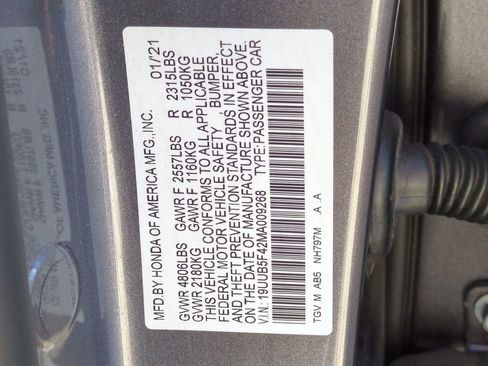 MFD.BY HONDA OF AMERICA MFG.,INC. 01/'21
GVWR 4806LBS GAWR F 2557LBS R 2315LBS
GVWR 2180KG GAWR F 1160KG R 1050KG
THIS VEHICLE CONFORMS TO ALL APPLICABLE
FEDERAL MOTOR VEHICLE SAFETY , BUMPER,
AND THEFT PREVENTION STANDARDS IN EFFECT
ON THE DATE OF MANUFACTURE SHOWN ABOVE.
V.I.N.: 19UUB5F42MA009268 TYPE:PASSENGER CAR
TGV M AB5 NH797M A A